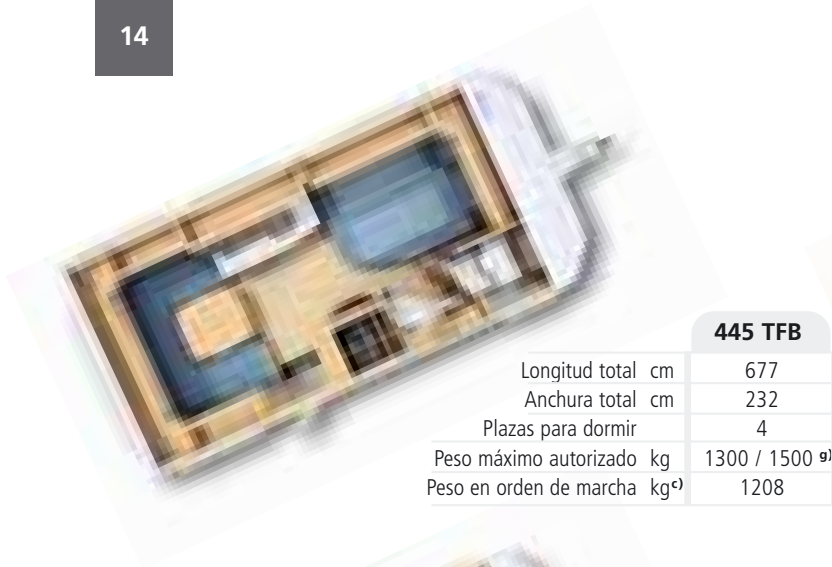 14
445 TFB
Longitud total cm 677
Anchura total cm 232
Plazas para dormir 4
Peso máximo autorizado kg 1300 / 1500 g)
Peso en orden de marcha kg c) 1208